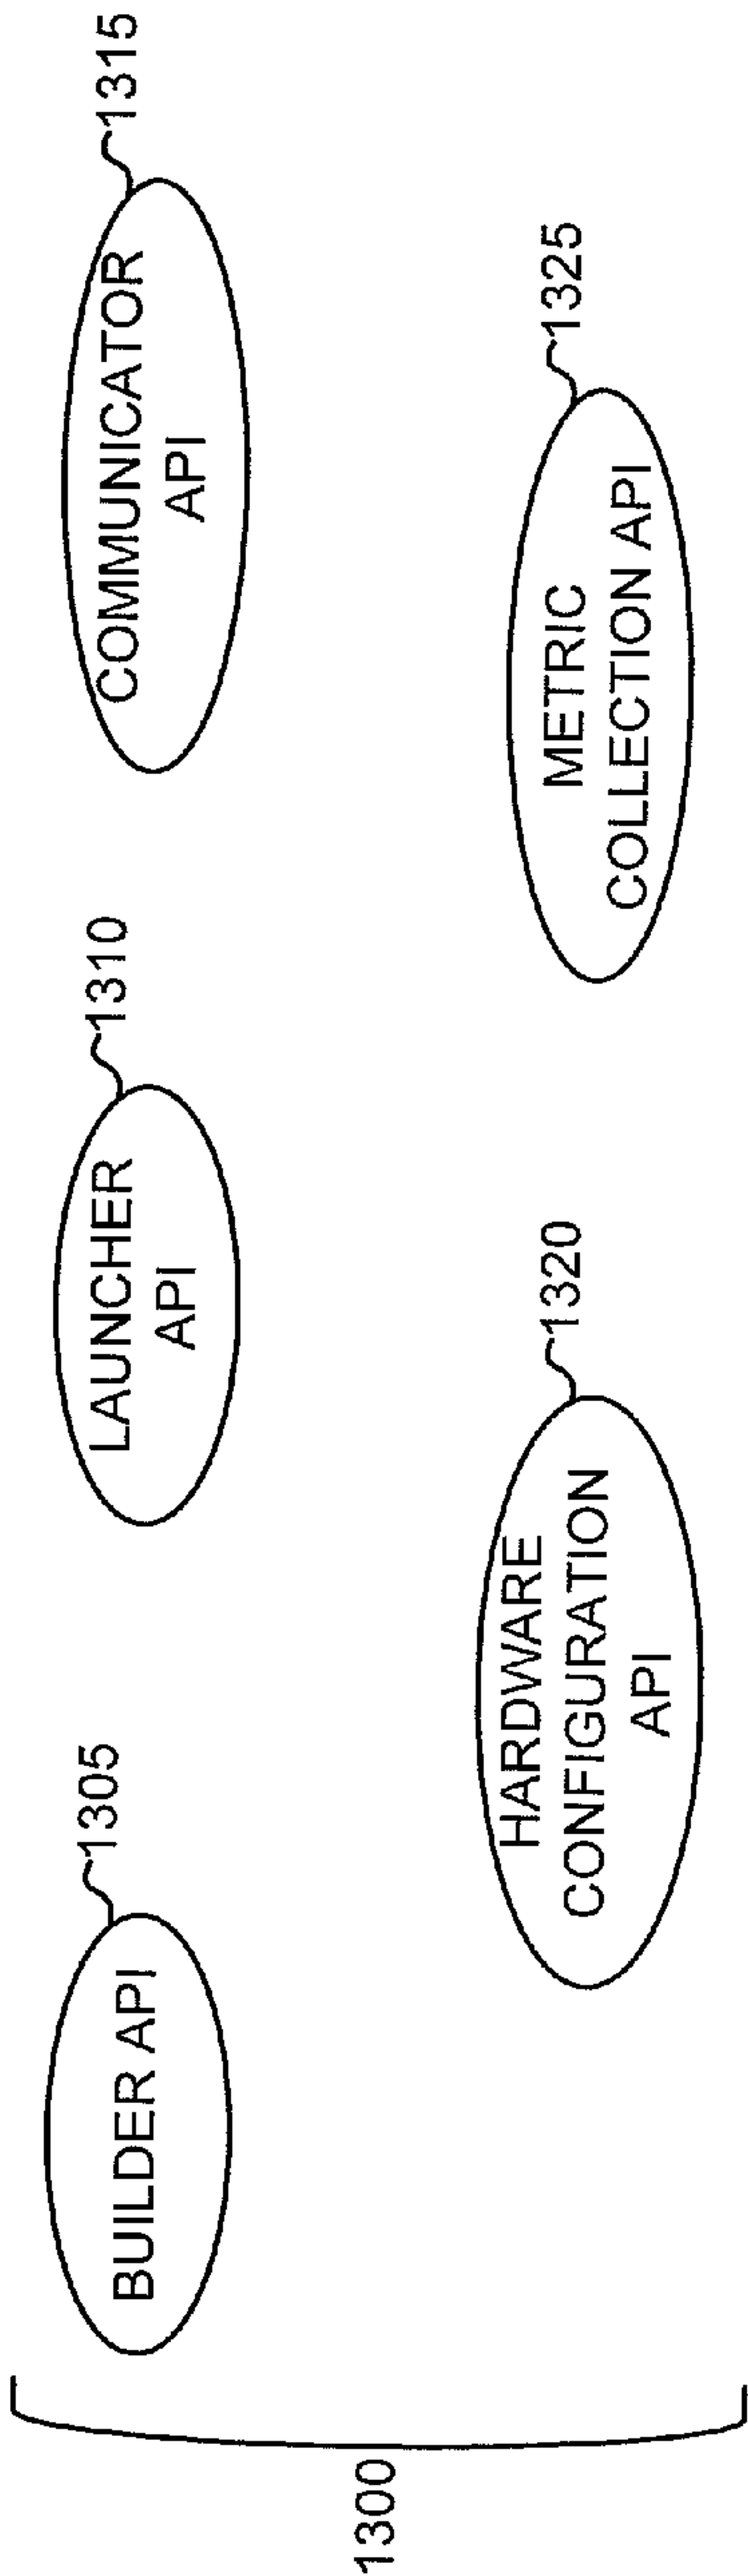 1300
BUILDER API
1305
LAUNCHER
API
1310
COMMUNICATOR
API
1315
HARDWARE
CONFIGURATION
API
1320
METRIC
COLLECTION API
1325